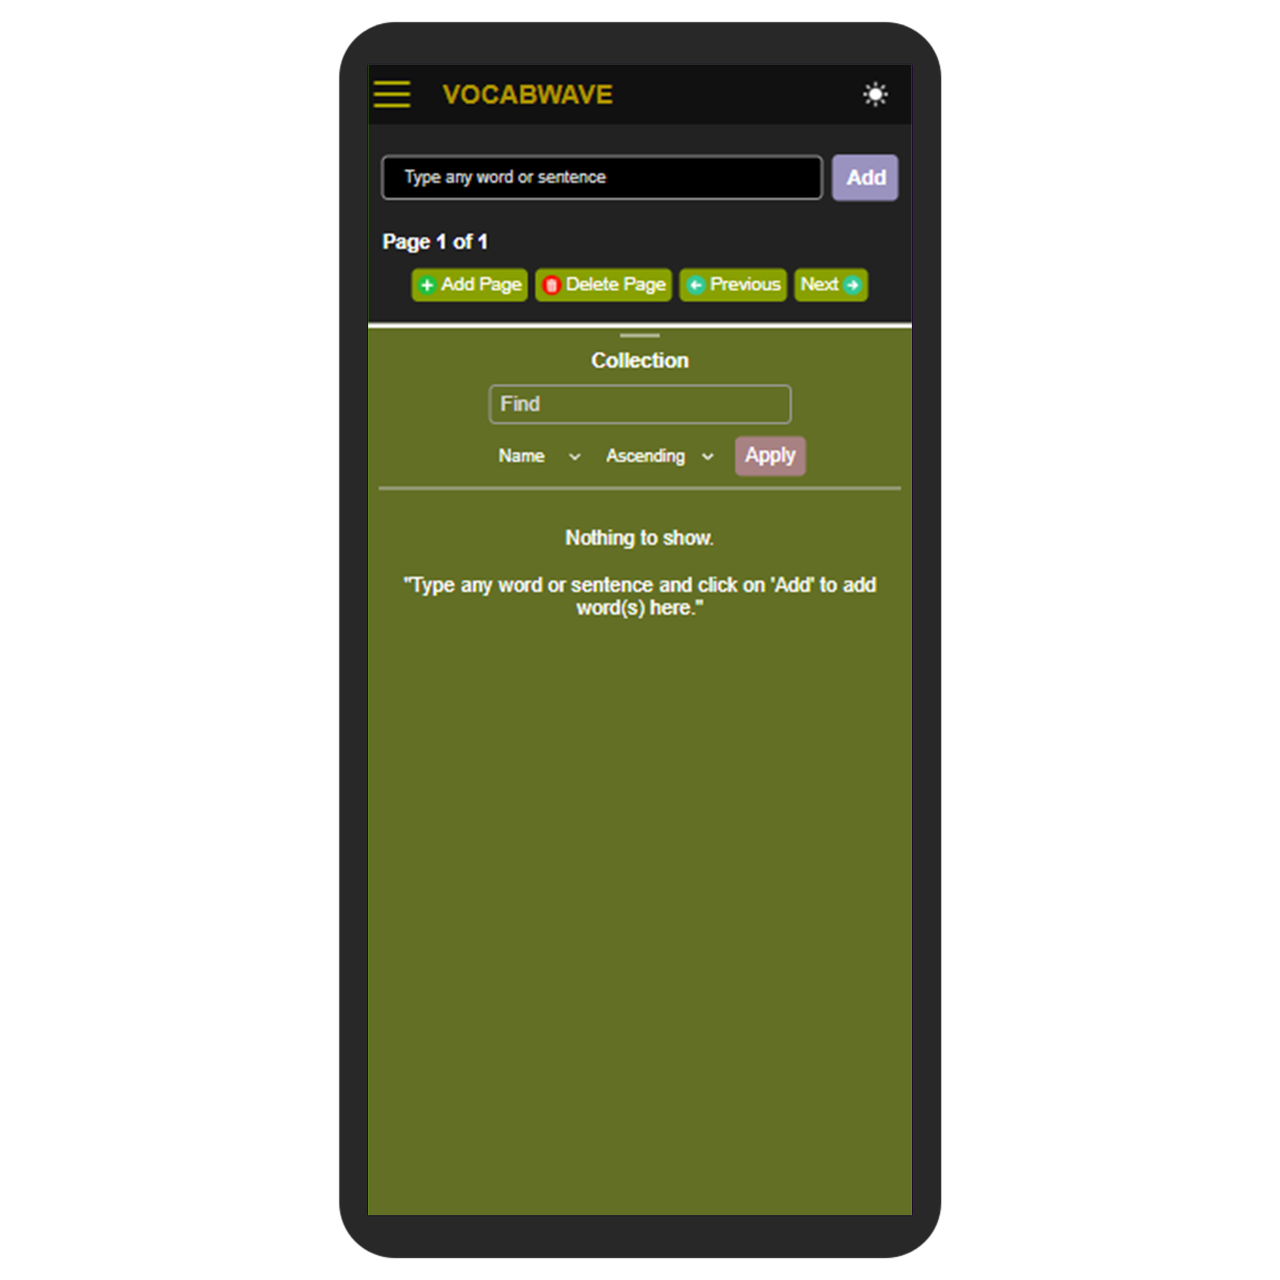 VOCABWAVE
Type any word or sentence
Add
Page 1 of 1
Add Page
Delete Page
Previous
Next
Collection
Find
Name
Ascending
Apply
Nothing to show.
"Type any word or sentence and click on 'Add' to add
word(s) here."